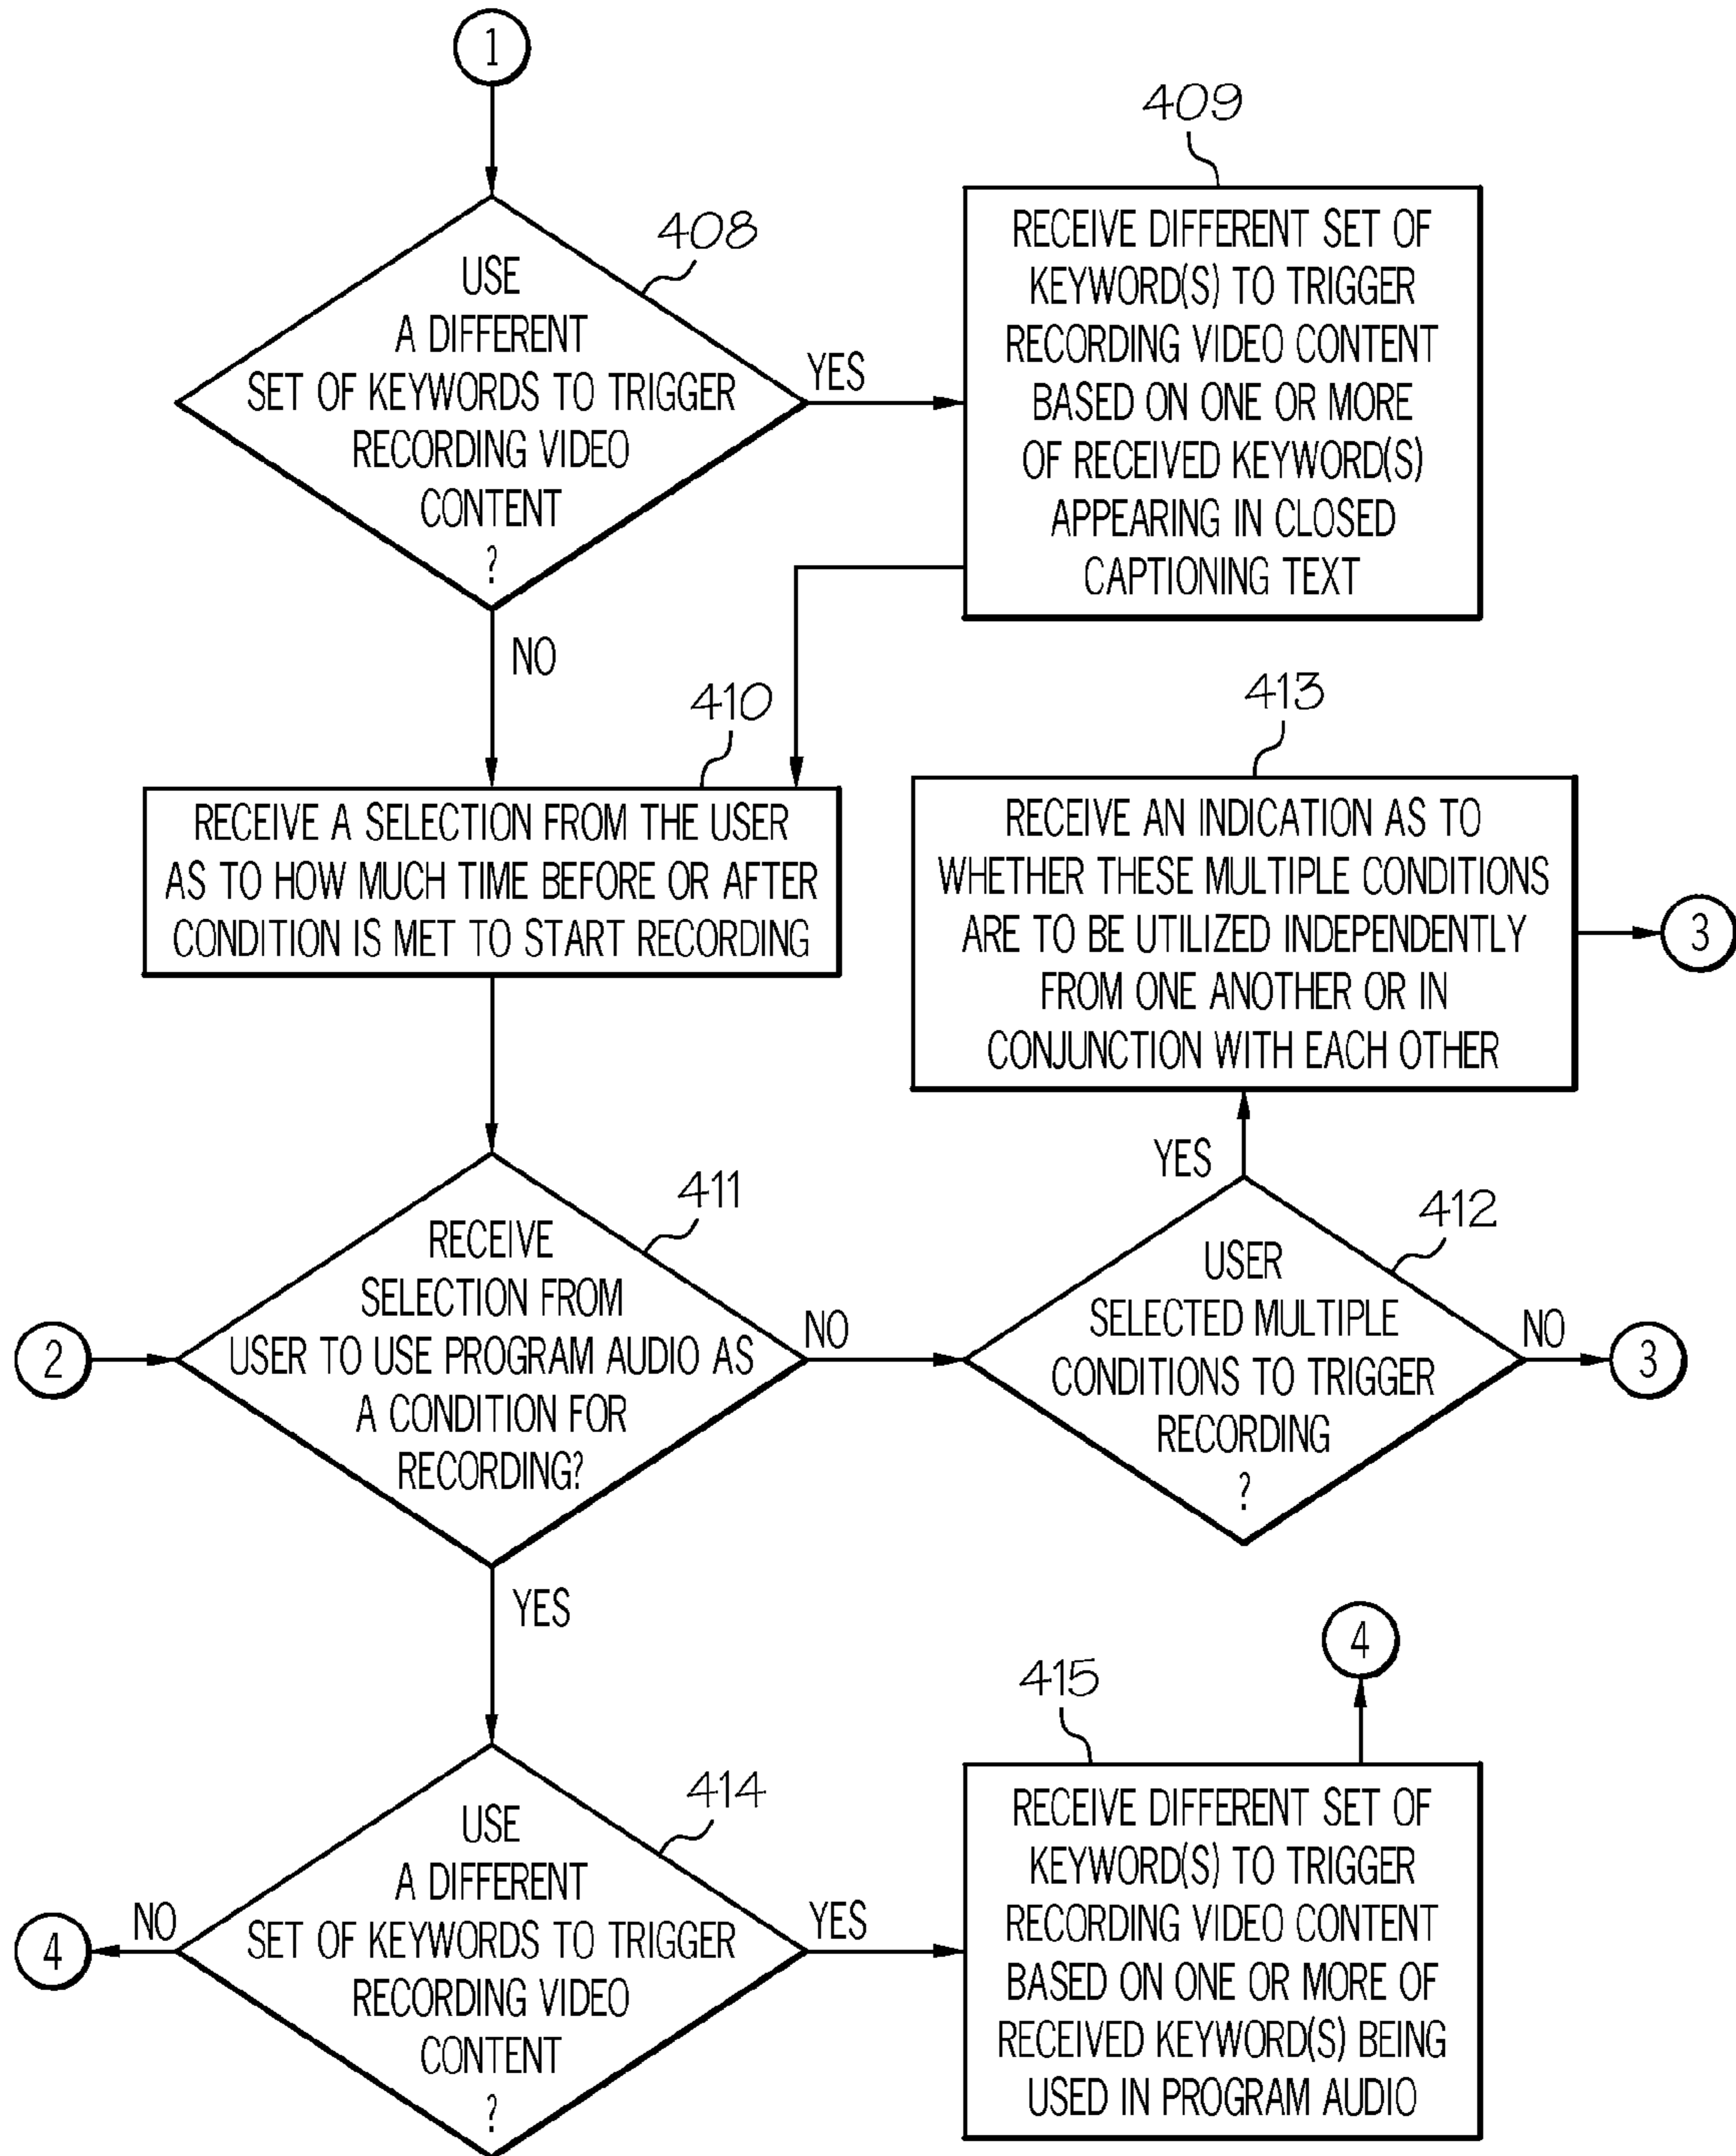 1
408
USE
A DIFFERENT
SET OF KEYWORDS TO TRIGGER
RECORDING VIDEO
CONTENT
?
YES
NO
409
RECEIVE DIFFERENT SET OF
KEYWORD(S) TO TRIGGER
RECORDING VIDEO CONTENT
BASED ON ONE OR MORE
OF RECEIVED KEYWORD(S)
APPEARING IN CLOSED
CAPTIONING TEXT
410
RECEIVE A SELECTION FROM THE USER
AS TO HOW MUCH TIME BEFORE OR AFTER
CONDITION IS MET TO START RECORDING
413
RECEIVE AN INDICATION AS TO
WHETHER THESE MULTIPLE CONDITIONS
ARE TO BE UTILIZED INDEPENDENTLY
FROM ONE ANOTHER OR IN
CONJUNCTION WITH EACH OTHER
3
2
411
RECEIVE
SELECTION FROM
USER TO USE PROGRAM AUDIO AS
A CONDITION FOR
RECORDING?
NO
YES
YES
412
USER
SELECTED MULTIPLE
CONDITIONS TO TRIGGER
RECORDING
?
NO
3
414
USE
A DIFFERENT
SET OF KEYWORDS TO TRIGGER
RECORDING VIDEO
CONTENT
?
NO
4
YES
415
RECEIVE DIFFERENT SET OF
KEYWORD(S) TO TRIGGER
RECORDING VIDEO CONTENT
BASED ON ONE OR MORE OF
RECEIVED KEYWORD(S) BEING
USED IN PROGRAM AUDIO
4